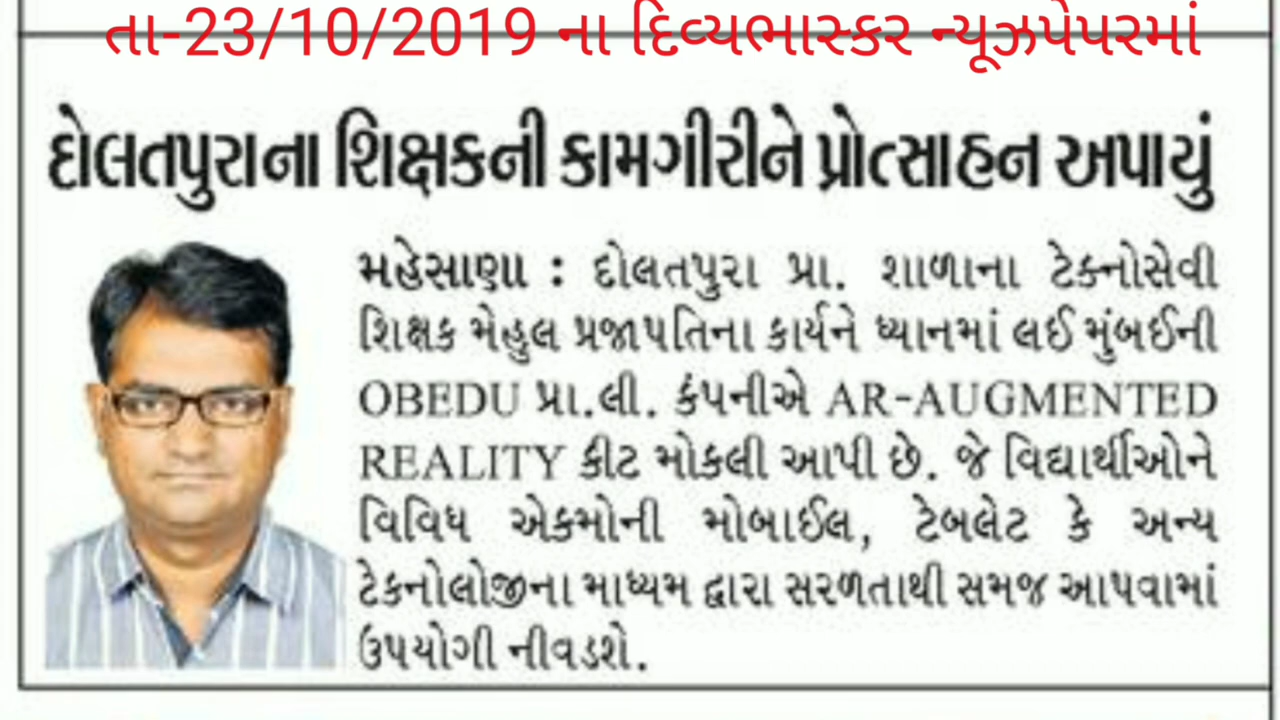 તા-23/10/2019 ના દિવ્યભાસ્કર ન્યૂઝપેપરમાં
દોલતપુરાના શિક્ષકની કામગીરીને પ્રોત્સાહન અપાયું
મહેસાણા : દોલતપુરા પ્રા. શાળાના ટેક્નોસેવી
શિક્ષક મેહુલ પ્રજાપતિના કાર્યને ધ્યાનમાં લઈ મુંબઈની
OBEDU પ્રા.લી. કંપનીએ AR-AUGMENTED
REALITY કીટ મોકલી આપી છે. જે વિદ્યાર્થીઓને
વિવિધ એકમોની મોબાઈલ, ટેબલેટ કે અન્ય
ટેકનોલોજીના માધ્યમ દ્વારા સરળતાથી સમજ આપવામાં
ઉપયોગી નીવડશે.